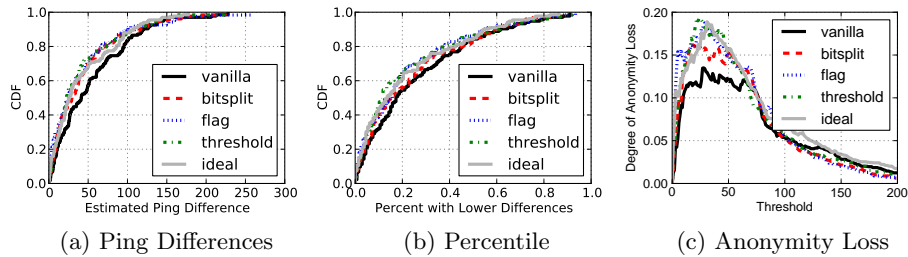 1.0
0.8
0.6
0.4
0.2
0.0
CDF
0 50 100 150 200 250 300
Estimated Ping Difference
vanilla
bitsplit
flag
threshold
ideal
(a) Ping Differences
1.0
0.8
0.6
0.4
0.2
0.0
CDF
0.0 0.2 0.4 0.6 0.8 1.0
Percent with Lower Differences
vanilla
bitsplit
flag
threshold
ideal
(b) Percentile
0.20
0.15
0.10
0.05
0.00
Degree of Anonymity Loss
0 50 100 150 200
Threshold
vanilla
bitsplit
flag
threshold
ideal
(c) Anonymity Loss